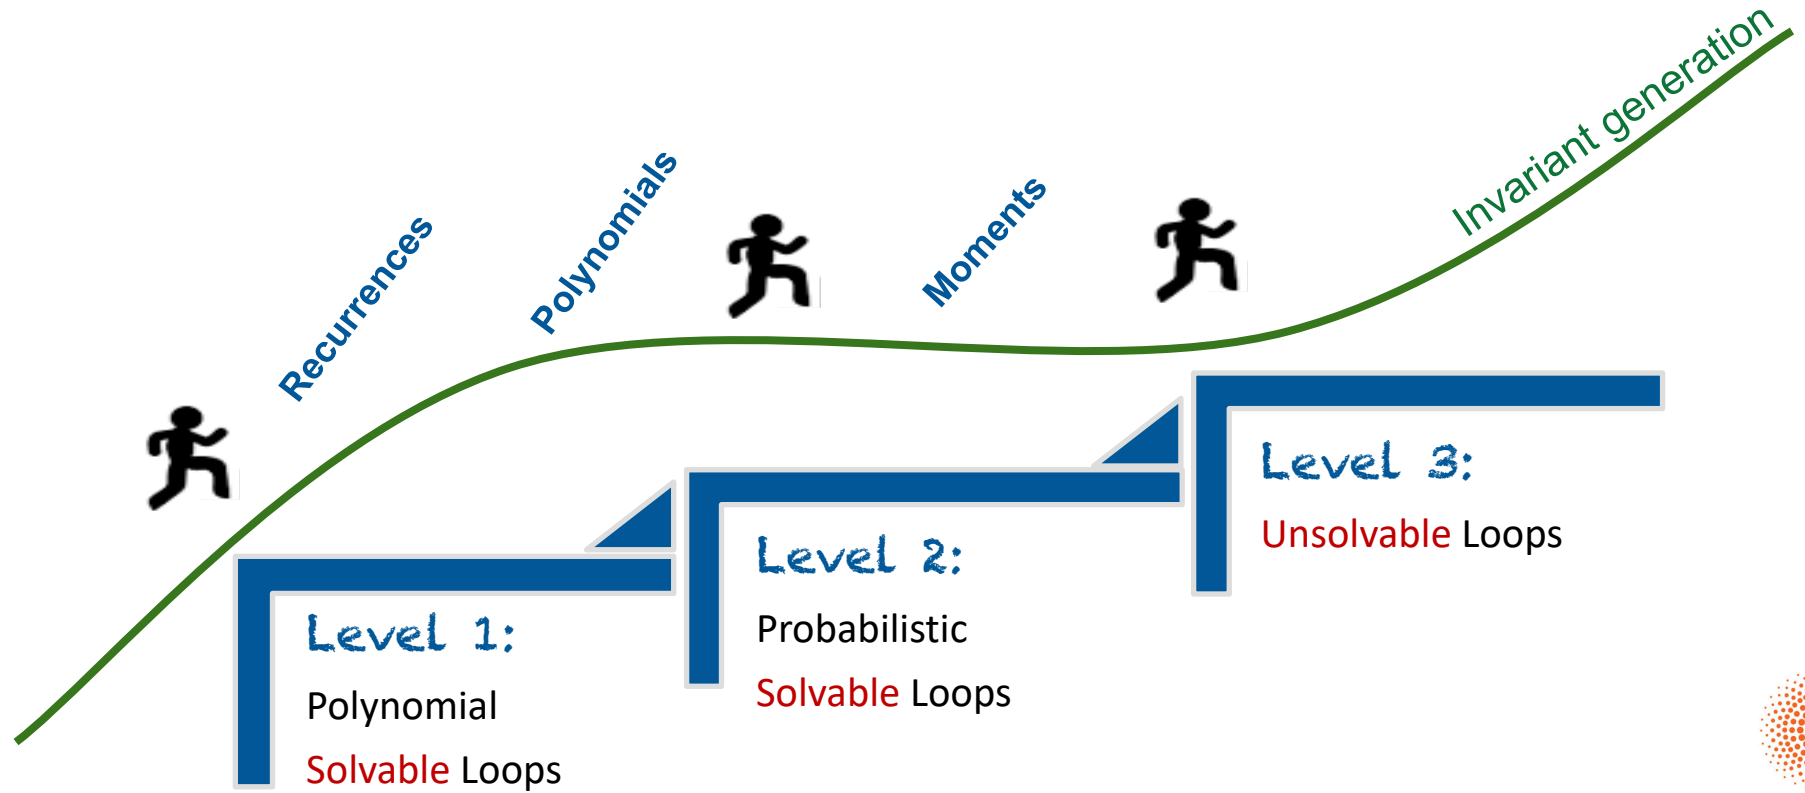 Recurrences
Polynomials
Moments
Invariant generation
Level 1:
Polynomial
Solvable Loops
Level 2:
Probabilistic
Solvable Loops
Level 3:
Unsolvable Loops